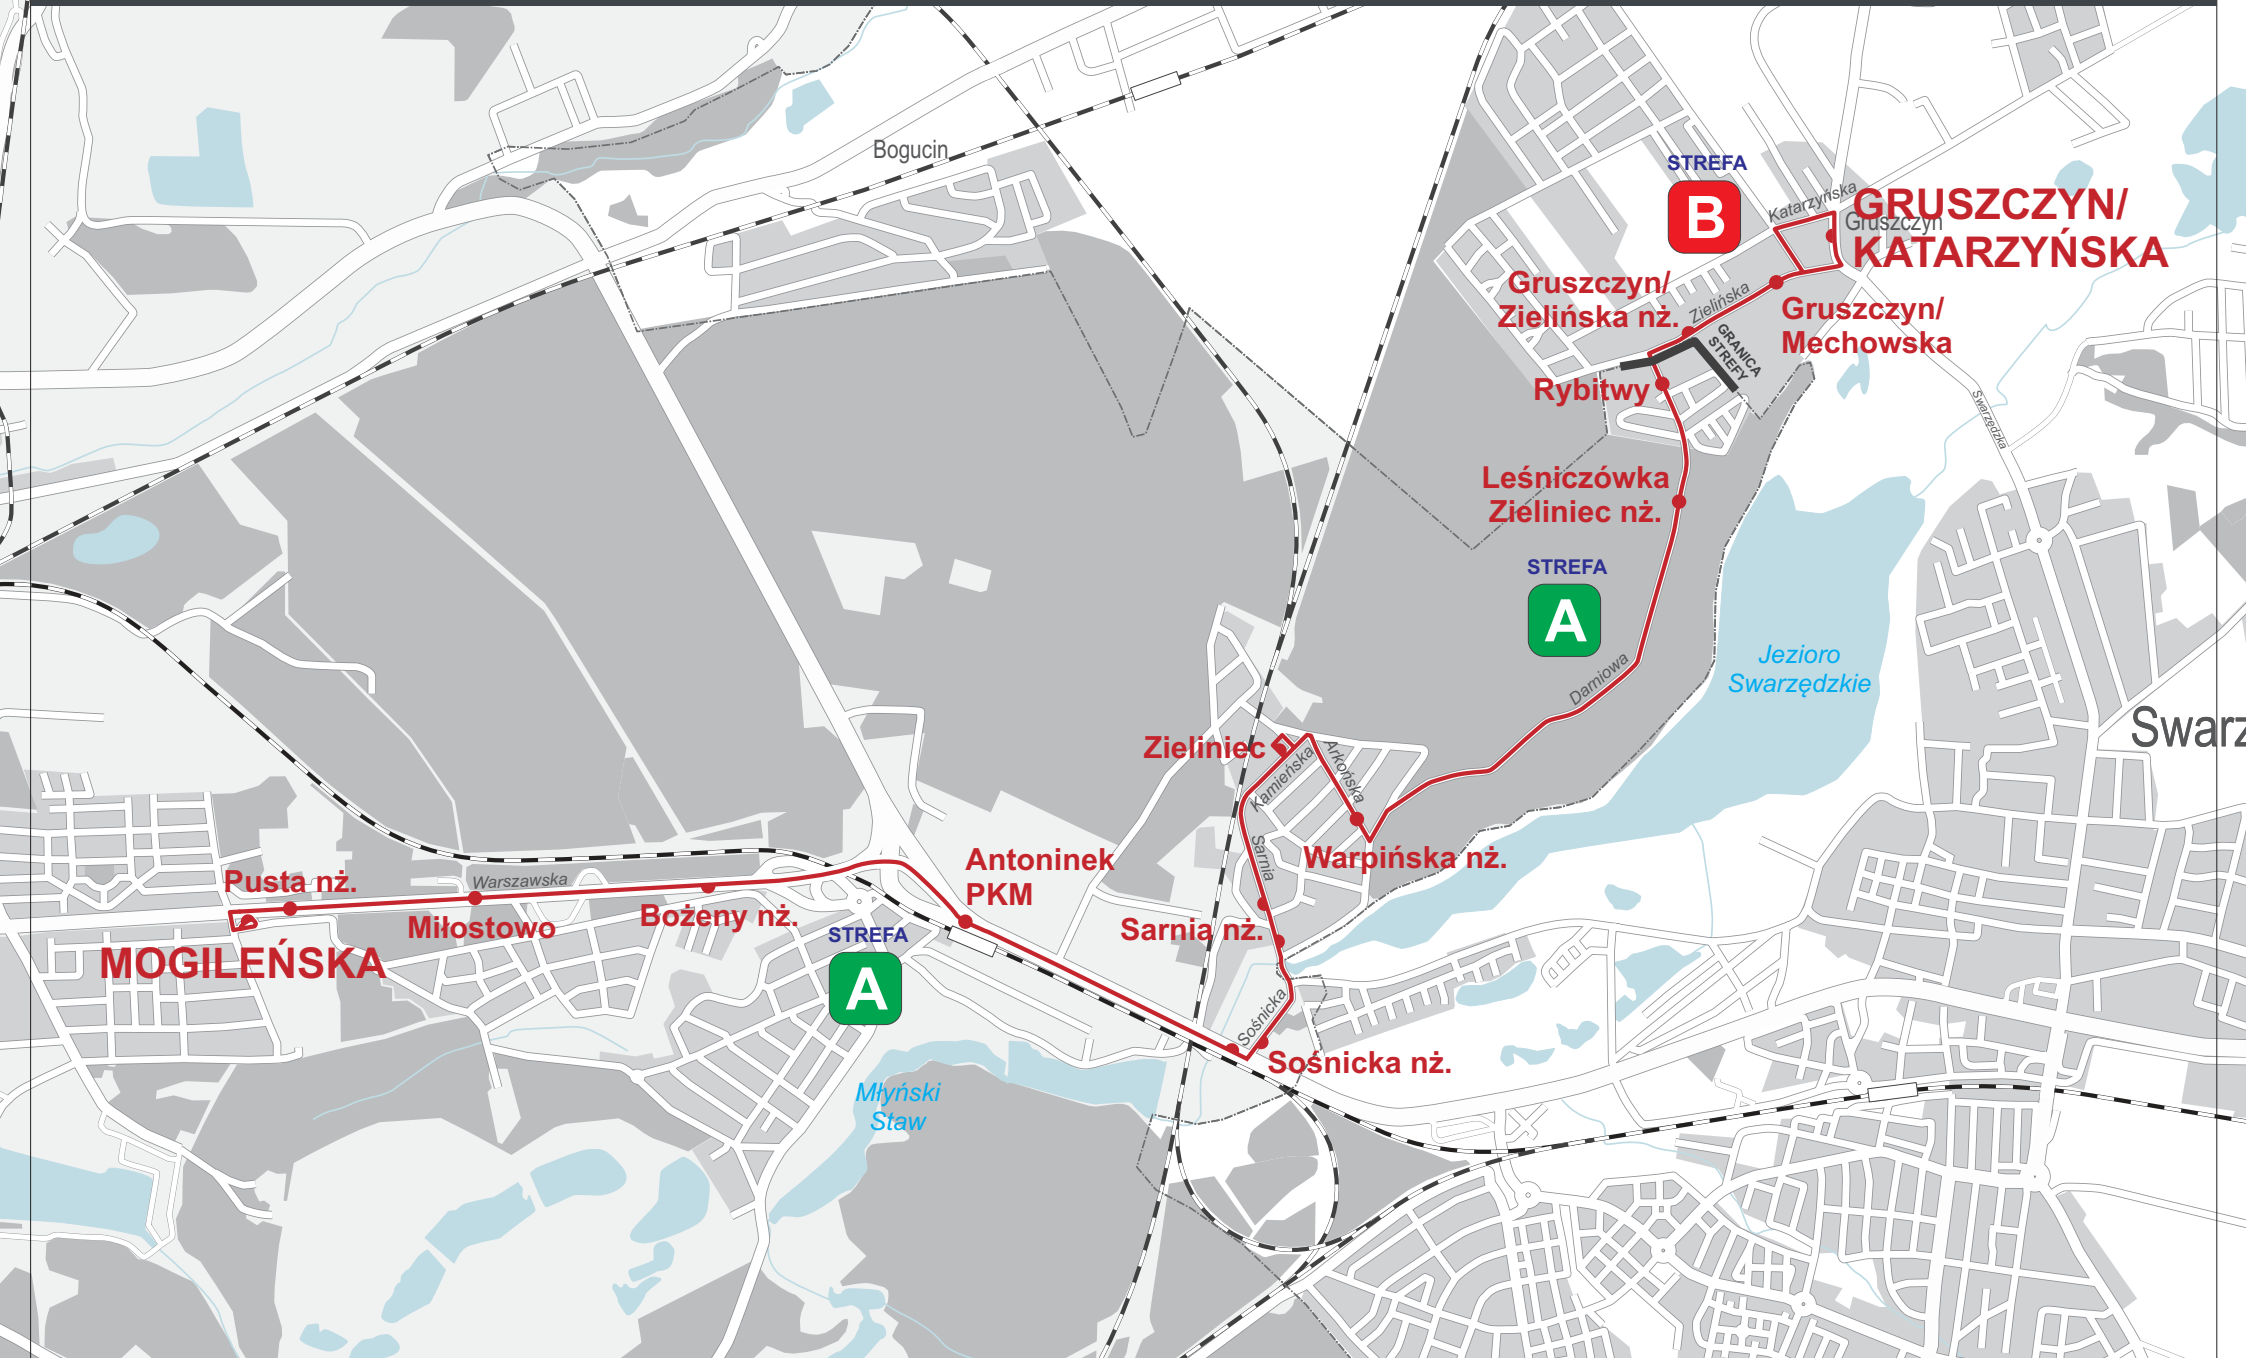 Bogucin
STREFA
B
Katarzyńska
GRUSZCZYN/
KATARZYŃSKA
Gruszczyn
Gruszczyn/
Zielińska nż.
Zielińska
Gruszczyn/
Mechowska
GRANICA
STREFY
Rybitwy
Swarzędzka
Leśniczówka
Zieliniec nż.
STREFA
A
Jezioro
Swarzędzkie
Darniowa
Swarz
Zieliniec
Kamieńska
Arkońska
Warpińska nż.
Sarnia
Sarnia nż.
Antoninek
PKM
Warszawska
Pusta nż.
Miłostowo
Bożeny nż.
MOGILEŃSKA
STREFA
A
Sośnicka
Sośnicka nż.
Młyński
Staw